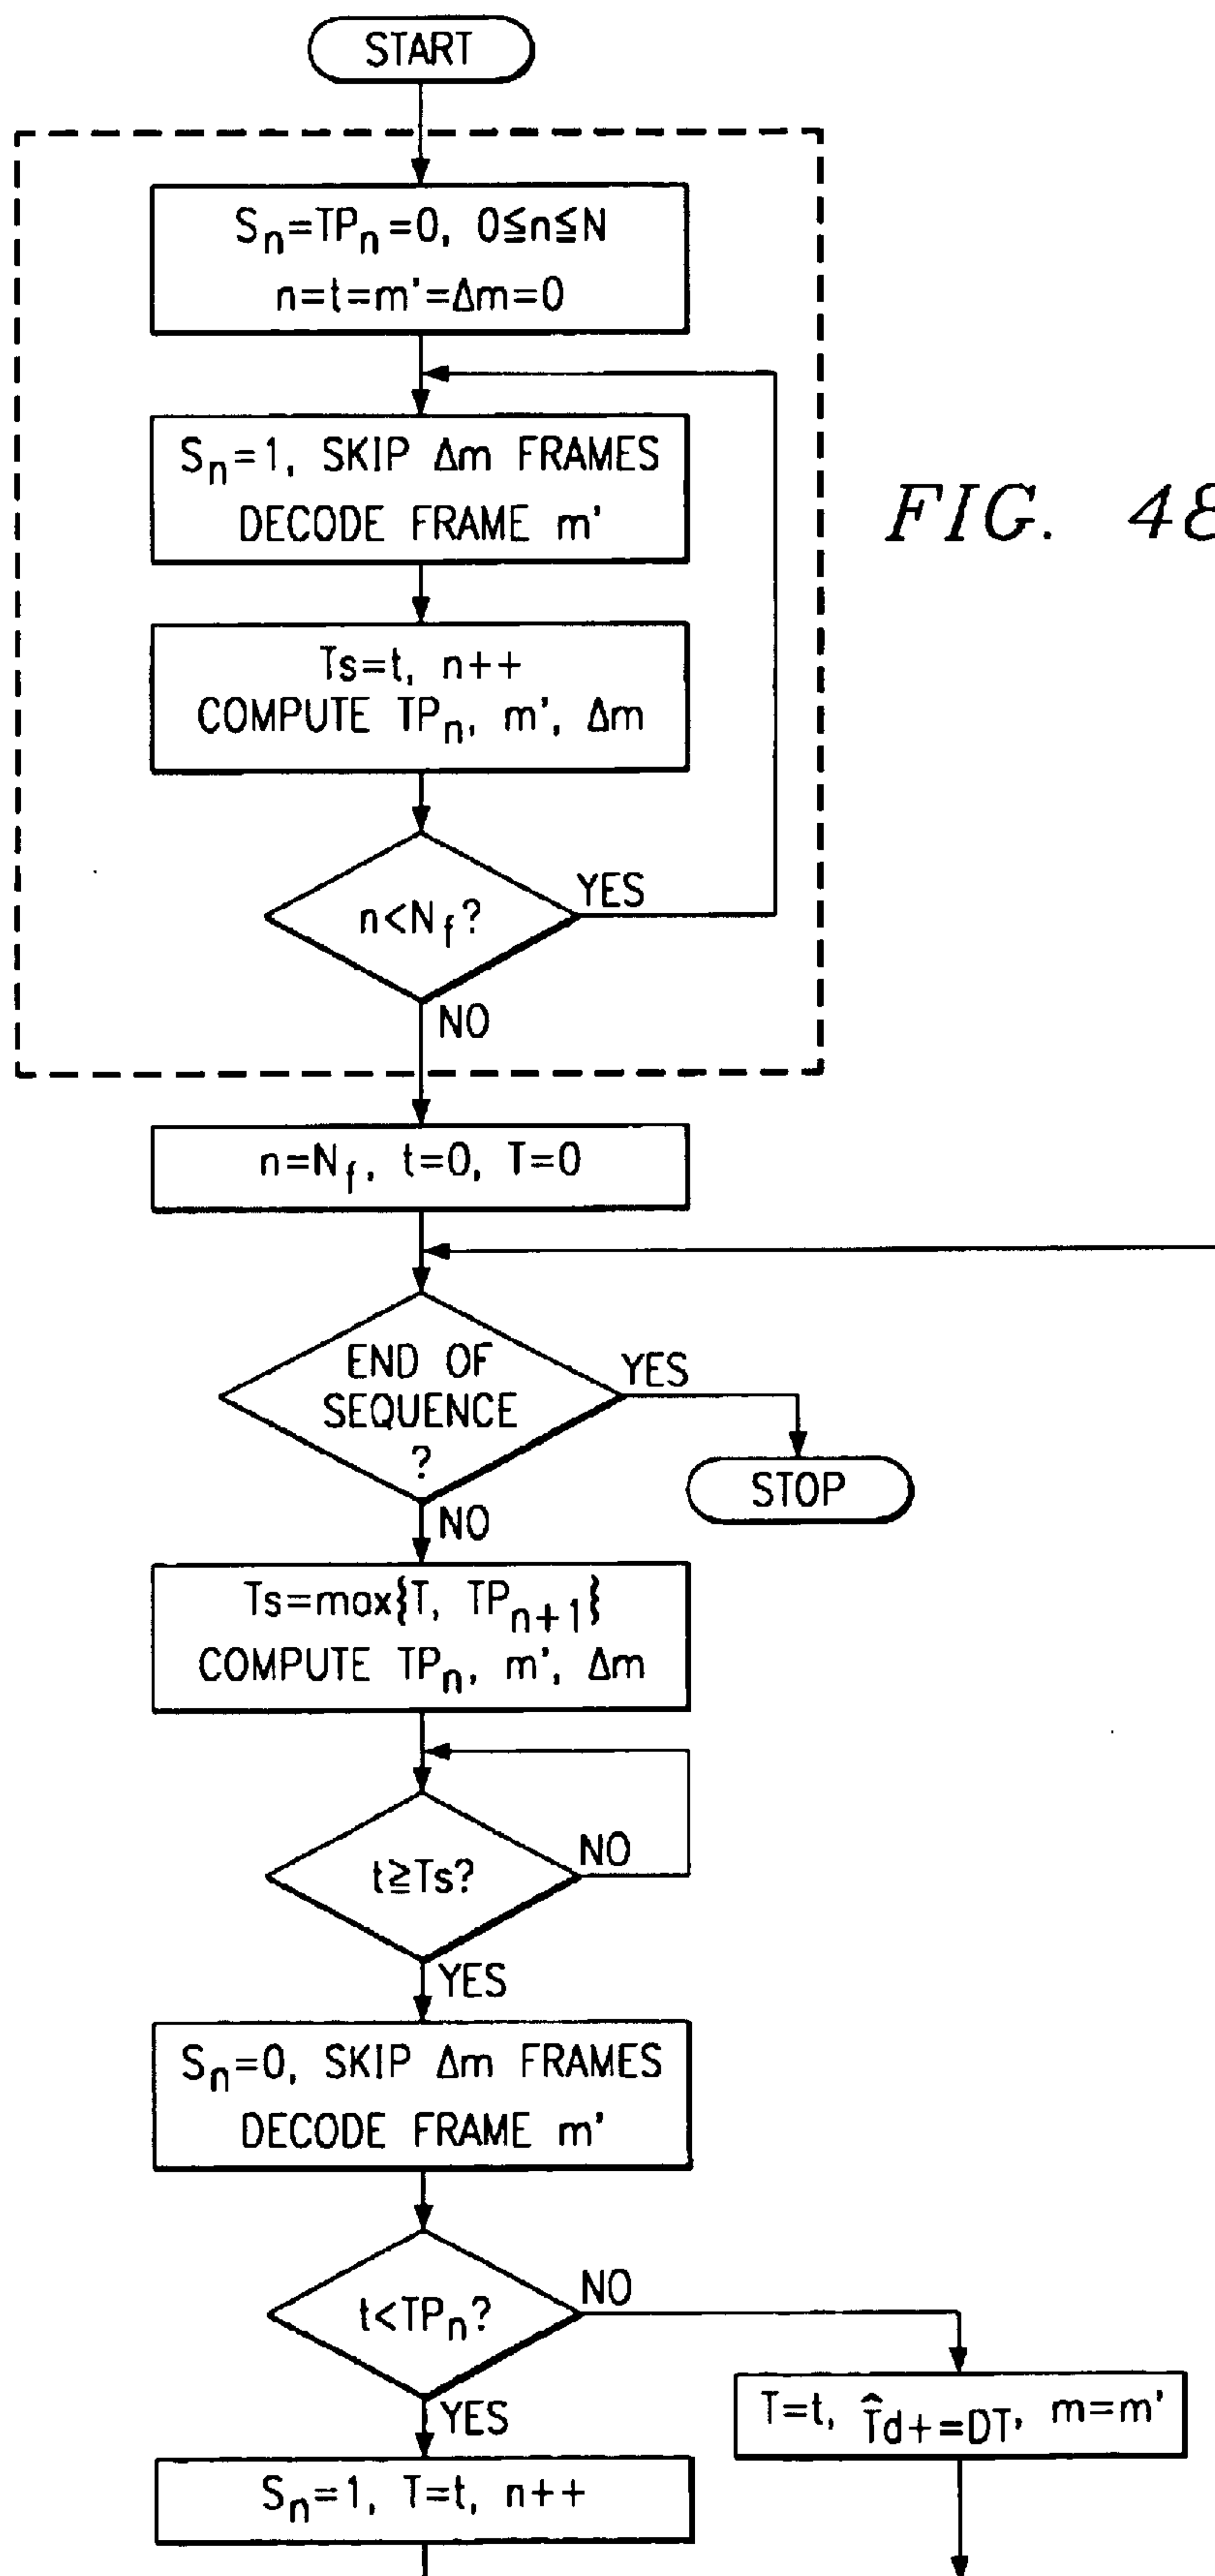 START
Sn=TPn=0, 0≦n≦N
n=t=m'=Δm=0
Sn=1, SKIP Δm FRAMES
DECODE FRAME m'
FIG. 48
Ts=t, n++
COMPUTE TPn, m', Δm
n<Nf?
YES
NO
n=Nf, t=0, T=0
END OF
SEQUENCE
?
YES
STOP
NO
Ts=max{T, TPn+1}
COMPUTE TPn, m', Δm
t≧Ts?
NO
YES
Sn=0, SKIP Δm FRAMES
DECODE FRAME m'
t<TPn?
NO
YES
T=t, T̂d+=DT, m=m'
Sn=1, T=t, n++